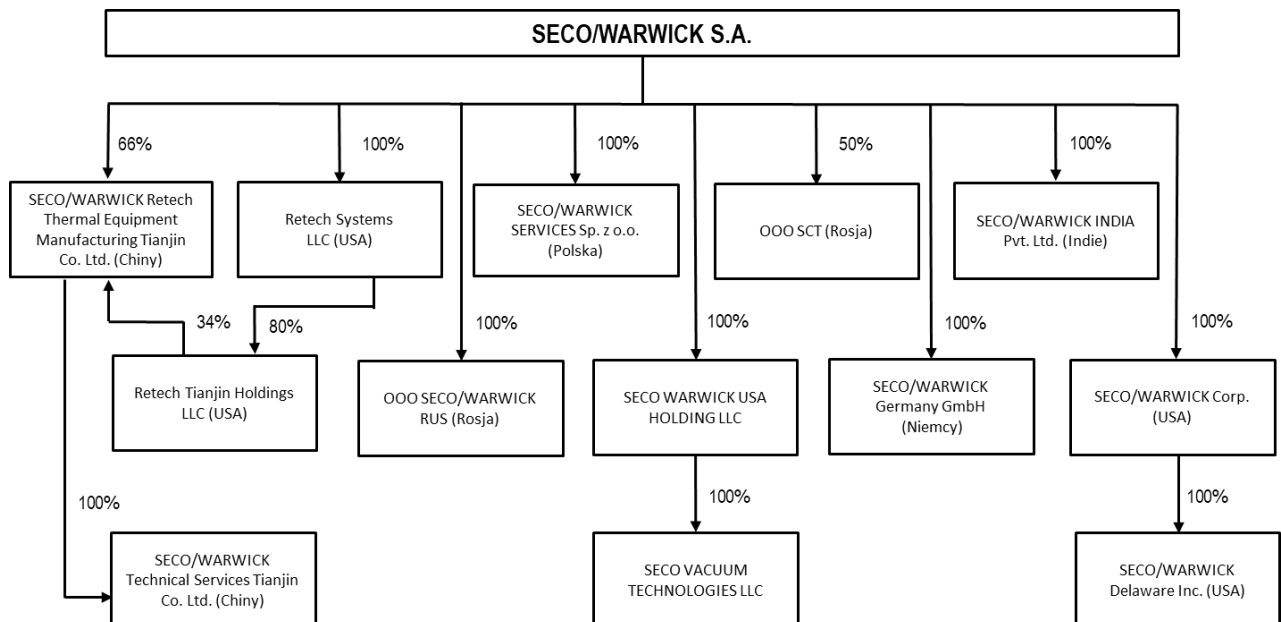 SECO/WARWICK S.A.
66%
100%
100%
50%
100%
SECO/WARWICK Retech
Thermal Equipment
Manufacturing Tianjin
Co. Ltd. (Chiny)
Retech Systems
LLC (USA)
SECO/WARWICK
SERVICES Sp. z o.o.
(Polska)
OOO SCT (Rosja)
SECO/WARWICK INDIA
Pvt. Ltd. (Indie)
34%
80%
100%
100%
100%
100%
Retech Tianjin Holdings
LLC (USA)
OOO SECO/WARWICK
RUS (Rosja)
SECO WARWICK USA
HOLDING LLC
SECO/WARWICK
Germany GmbH
(Niemcy)
SECO/WARWICK Corp.
(USA)
100%
100%
100%
SECO/WARWICK
Technical Services Tianjin
Co. Ltd. (Chiny)
SECO VACUUM
TECHNOLOGIES LLC
SECO/WARWICK
Delaware Inc. (USA)